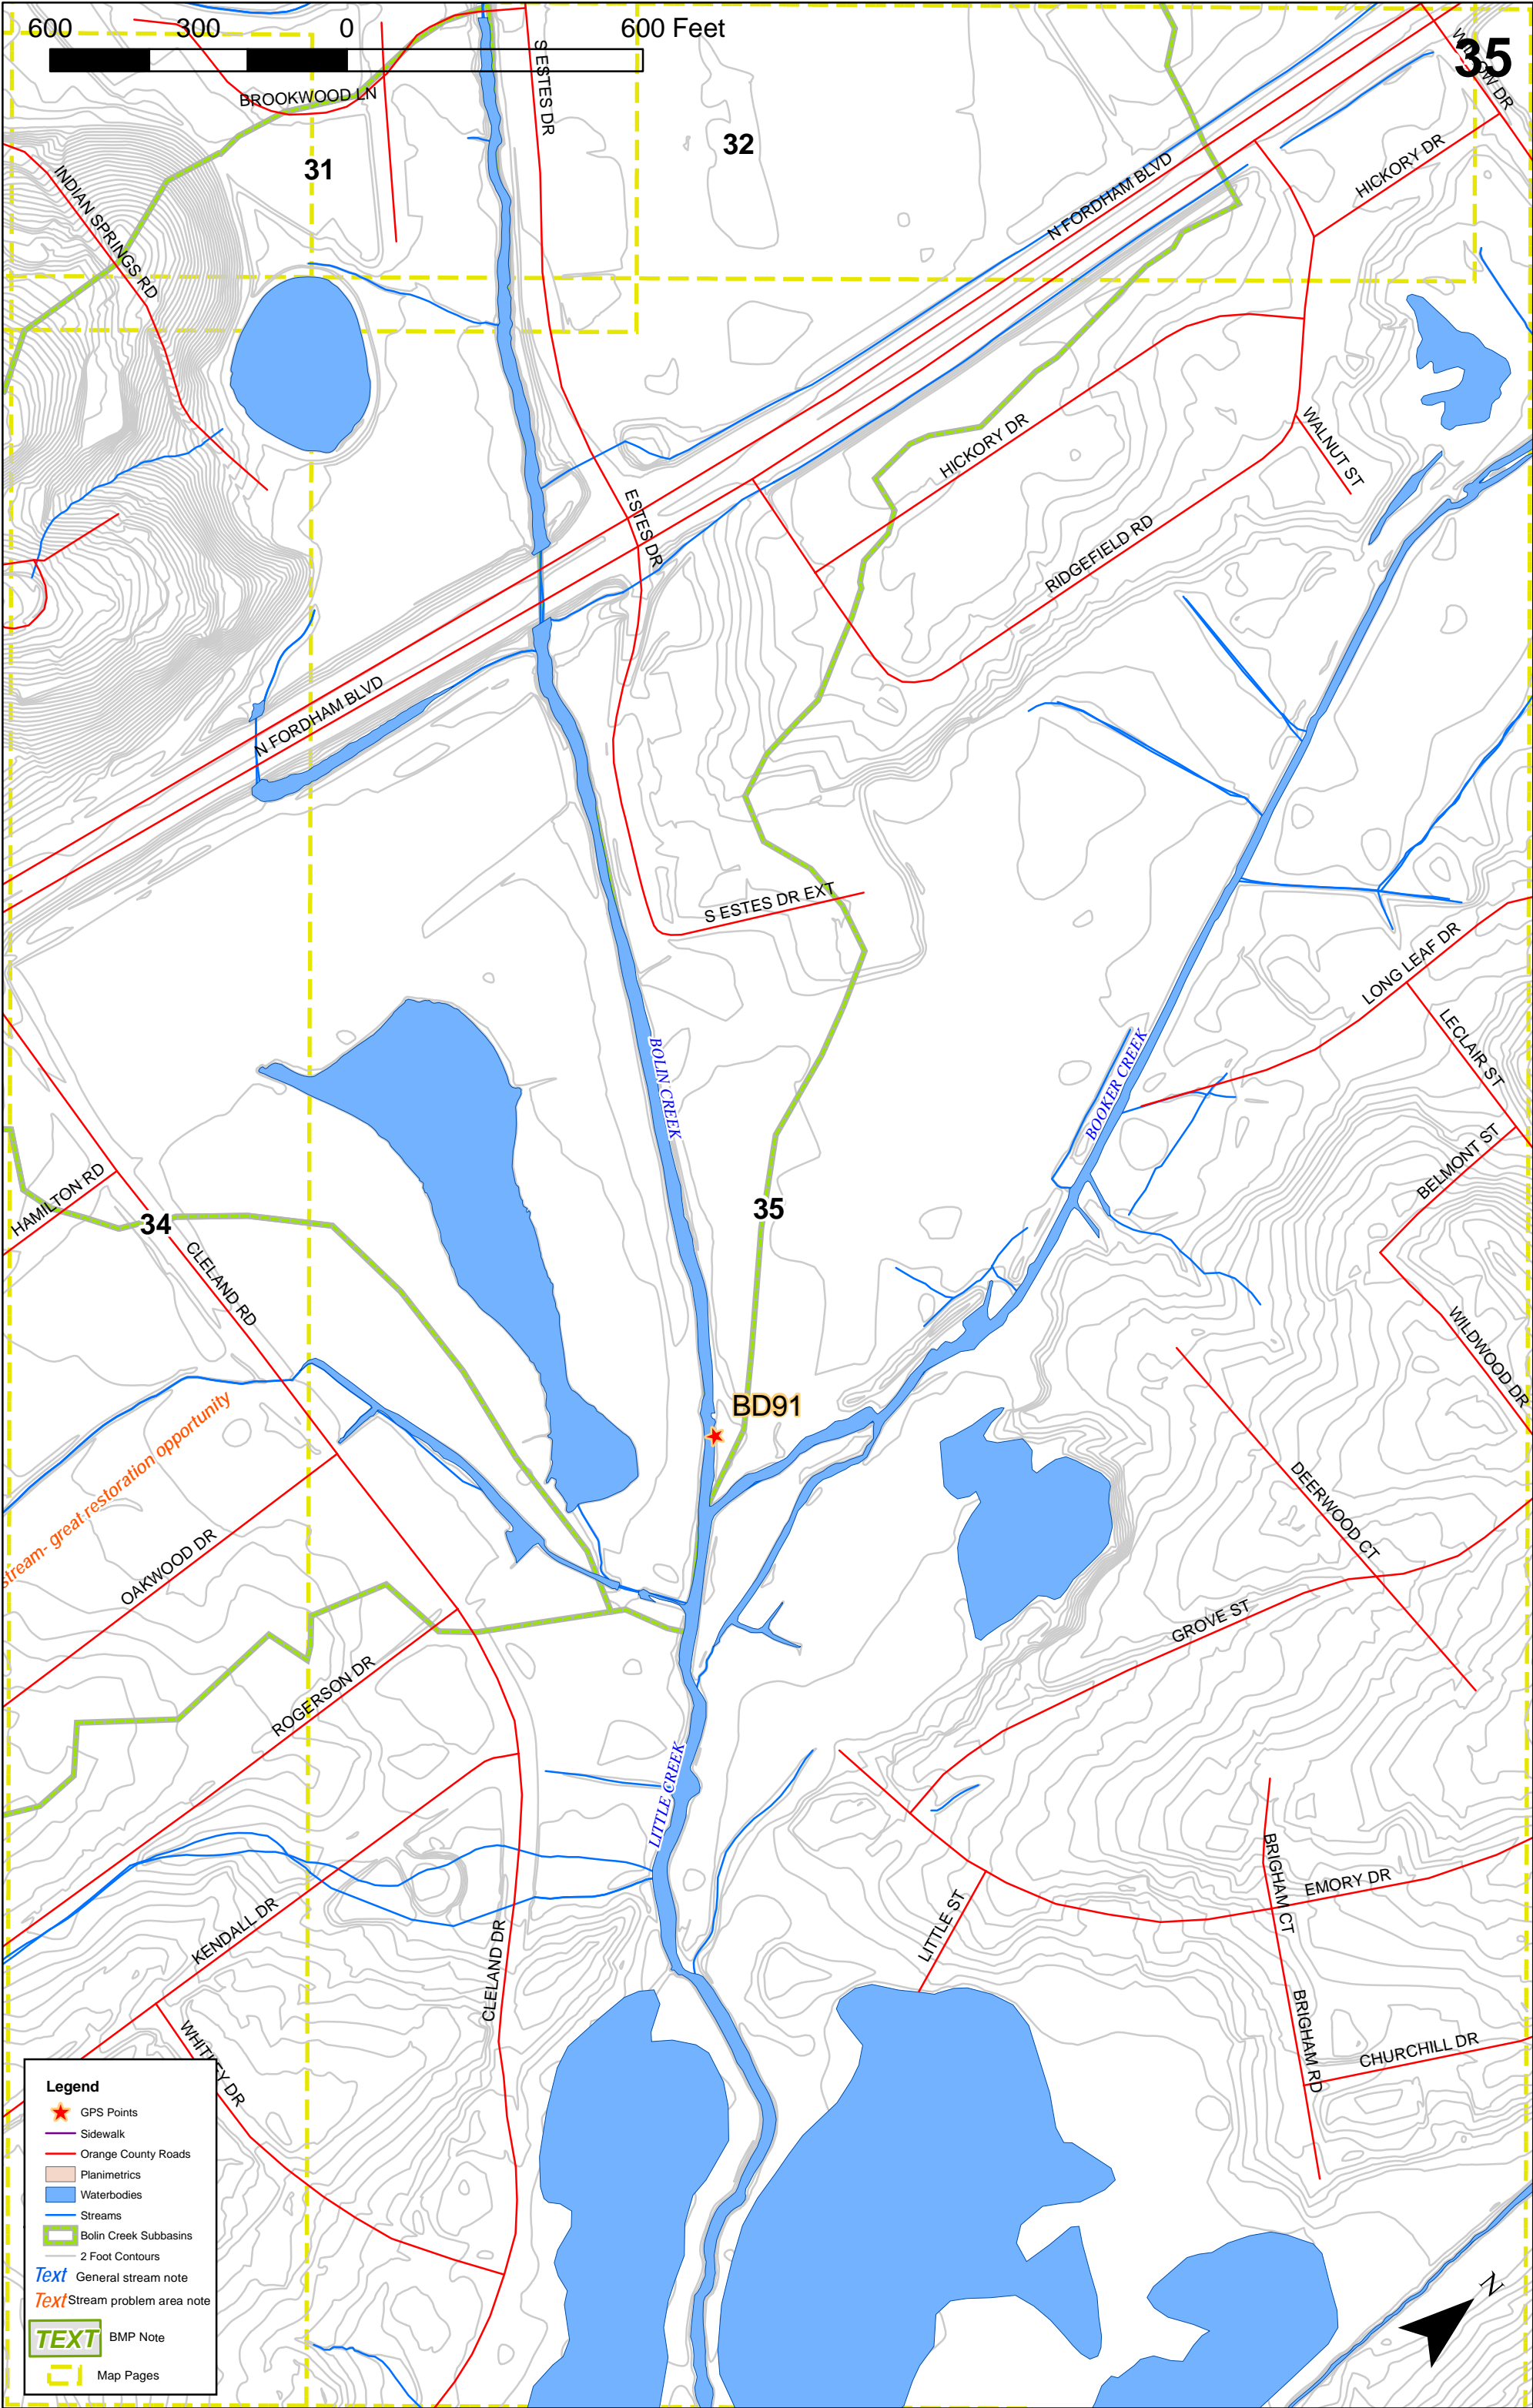 600 300 0 600 Feet
35
WILLOW DR
S ESTES DR
BROOKWOOD LN
32
31
HICKORY DR
N FORDHAM BLVD
INDIAN SPRINGS RD
HICKORY DR
WALNUT ST
ESTES DR
RIDGEFIELD RD
N FORDHAM BLVD
S ESTES DR EXT
LONG LEAF DR
LECLAIR ST
BOLIN CREEK
BOOKER CREEK
BELMONT ST
HAMILTON RD
34
35
CLELAND RD
WILDWOOD DR
BD91
stream- great restoration opportunity
DEERWOOD CT
OAKWOOD DR
GROVE ST
ROGERSON DR
LITTLE CREEK
BRIGHAM CT
EMORY DR
LITTLE ST
KENDALL DR
CLELAND DR
BRIGHAM RD
CHURCHILL DR
WHITLEY DR
Legend
GPS Points
Sidewalk
Orange County Roads
Planimetrics
Waterbodies
Streams
Bolin Creek Subbasins
2 Foot Contours
Text General stream note
Text Stream problem area note
TEXT BMP Note
Map Pages
N